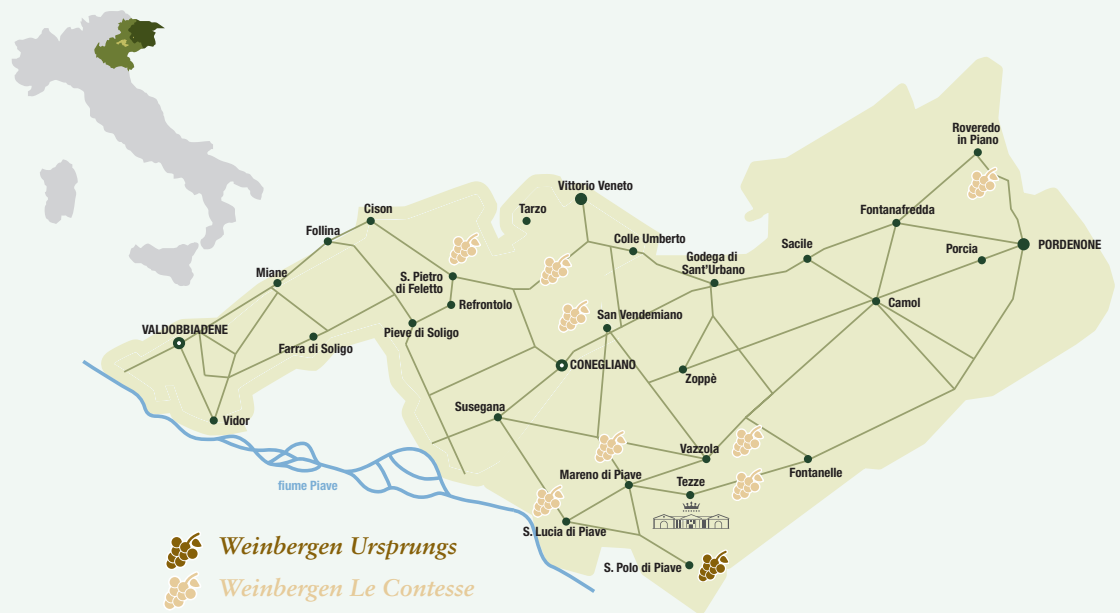 Roveredo
in Piano
Vittorio Veneto
Cison
Tarzo
Fontanafredda
Follina
Colle Umberto
Sacile
Porcia
PORDENONE
Godega di
Sant'Urbano
Miane
S. Pietro
di Feletto
Refrontolo
Camol
San Vendemiano
VALDOBBIADENE
Pieve di Soligo
Farra di Soligo
CONEGLIANO
Zoppè
Susegana
Vidor
Vazzola
Mareno di Piave
Tezze
Fontanelle
fiume Piave
S. Lucia di Piave
S. Polo di Piave
Weinbergen Ursprungs
Weinbergen Le Contesse